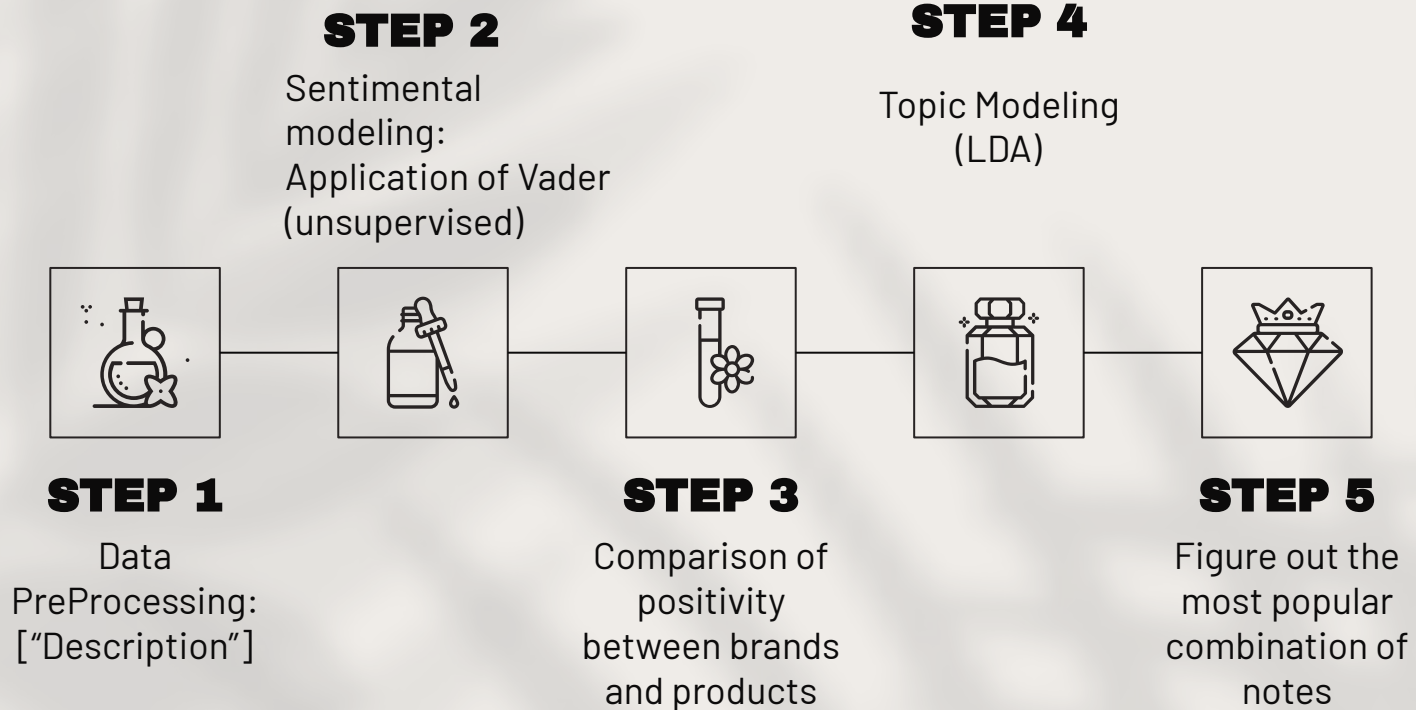 STEP 2
Sentimental
modeling:
Application of Vader
(unsupervised)
STEP 4
Topic Modeling
(LDA)
STEP 1
Data
PreProcessing:
[“Description”]
STEP 3
Comparison of
positivity
between brands
and products
STEP 5
Figure out the
most popular
combination of
notes